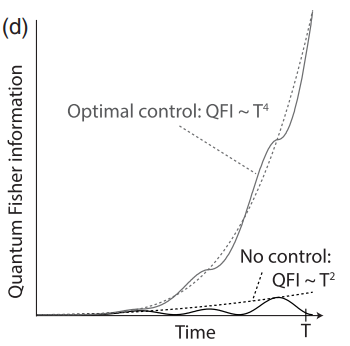 (d)
Quantum Fisher information
Optimal control: QFI ~ T⁴
No control:
QFI ~ T²
T
Time